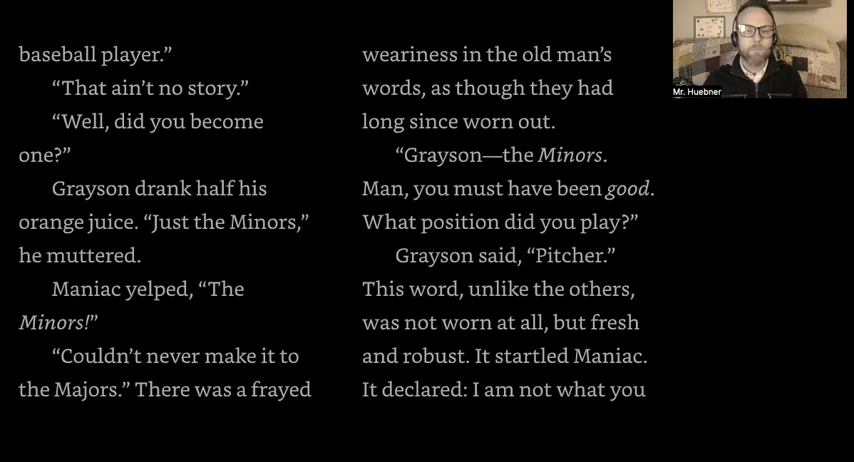 baseball player.”
“That ain’t no story.”
“Well, did you become
one?”
Grayson drank half his
orange juice. “Just the Minors,”
he muttered.
Maniac yelped, “The
Minors!”
“Couldn’t never make it to
the Majors.” There was a frayed
weariness in the old man’s
words, as though they had
long since worn out.
“Grayson—the Minors.
Man, you must have been good.
What position did you play?”
Grayson said, “Pitcher.”
This word, unlike the others,
was not worn at all, but fresh
and robust. It startled Maniac.
It declared: I am not what you
Mr. Huebner